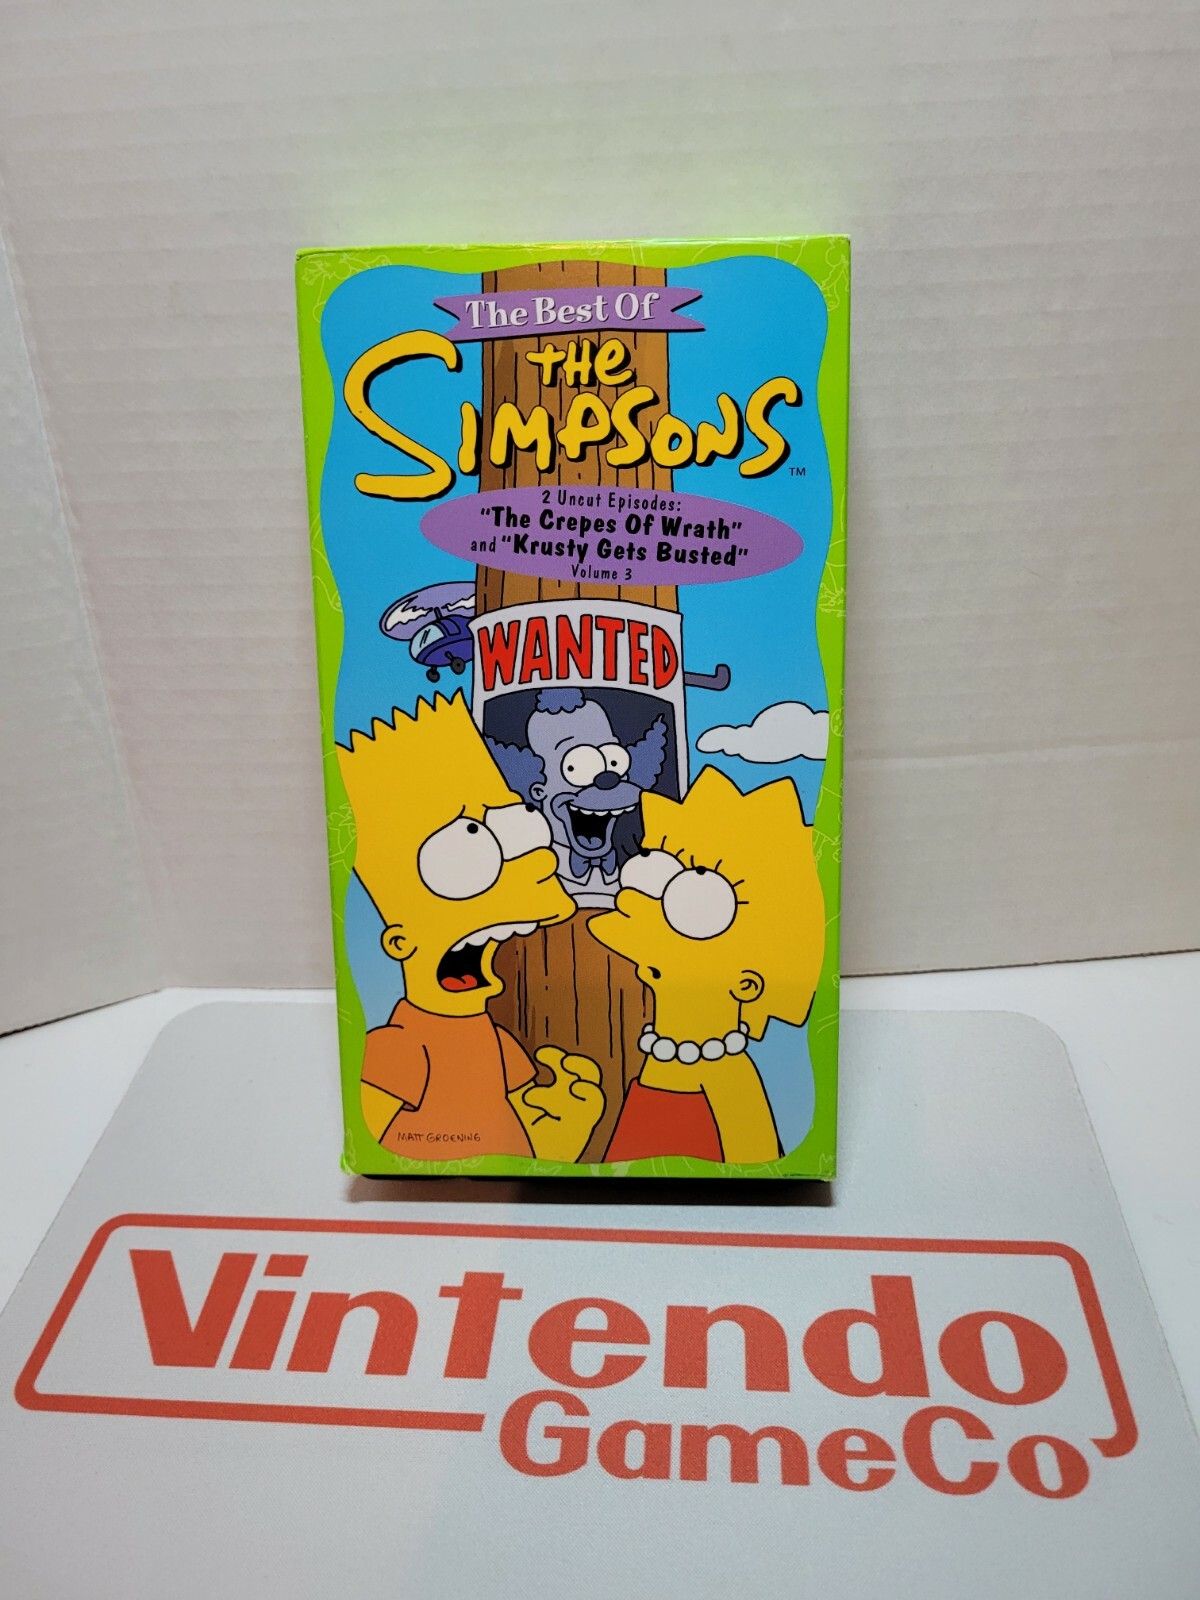 The Best Of
THE
SIMPSONS
TM
2 Uncut Episodes:
"The Crepes Of Wrath"
and "Krusty Gets Busted"
Volume 3
WANTED
MATT GROENING
Vintendo
GameCo